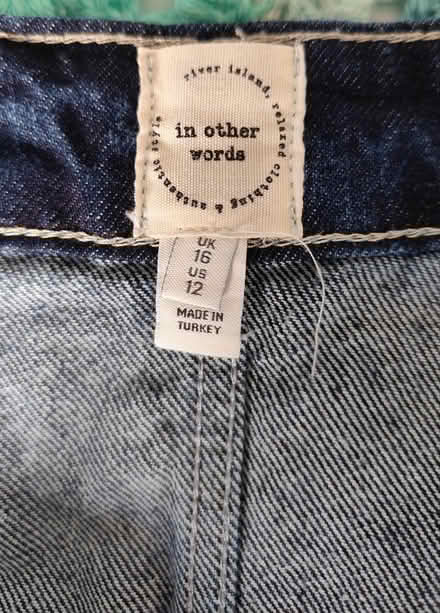 river island, relaxed clothing & authentic style
in other
words
UK
16
US
12
MADE IN
TURKEY